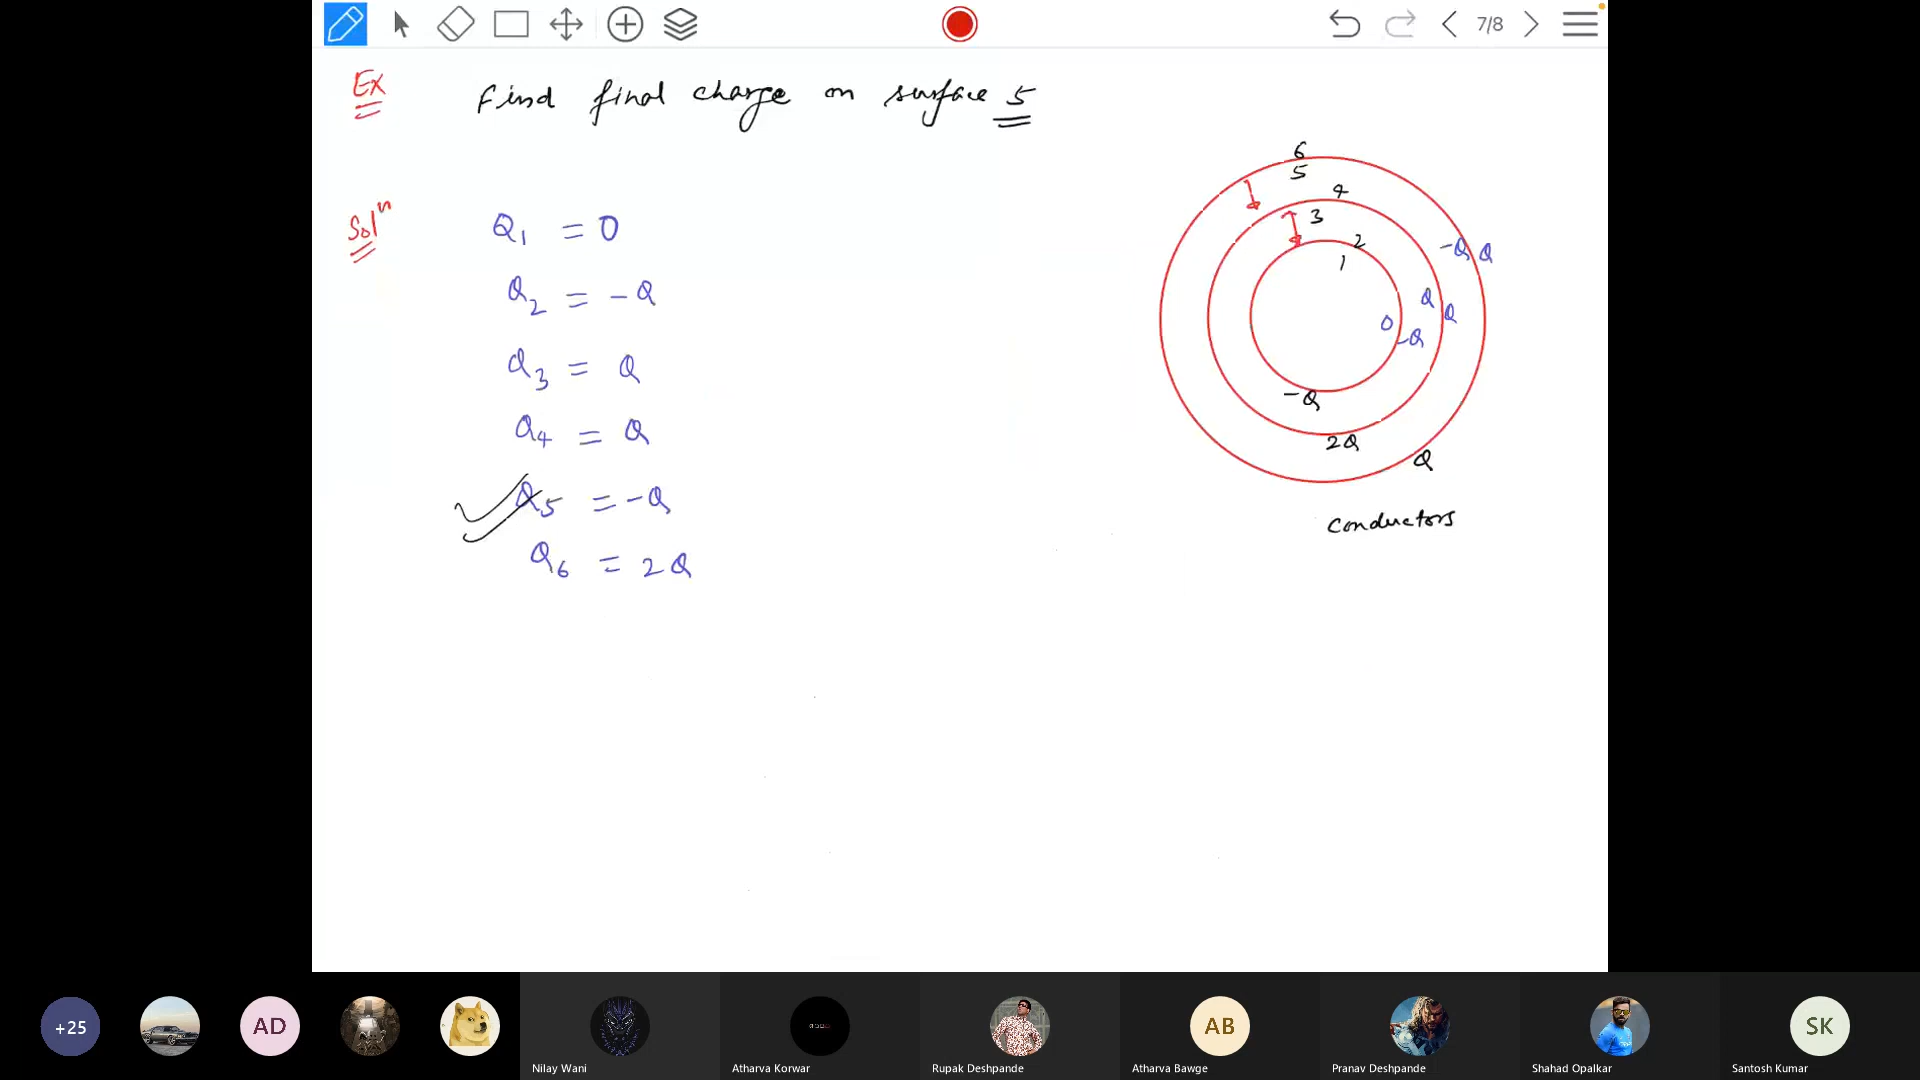 7/8
Ex Find final charge on surface 5
Solⁿ Q₁ = 0
Q₂ = -Q
Q₃ = Q
Q₄ = Q
Q₅ = -Q
Q₆ = 2Q
6
5
4
3
2
1
-Q Q
Q Q
0 -Q
-Q
2Q
Q
Conductors
+25
AD
AB
SK
Nilay Wani
Atharva Korwar
Rupak Deshpande
Atharva Bawge
Pranav Deshpande
Shahad Opalkar
Santosh Kumar